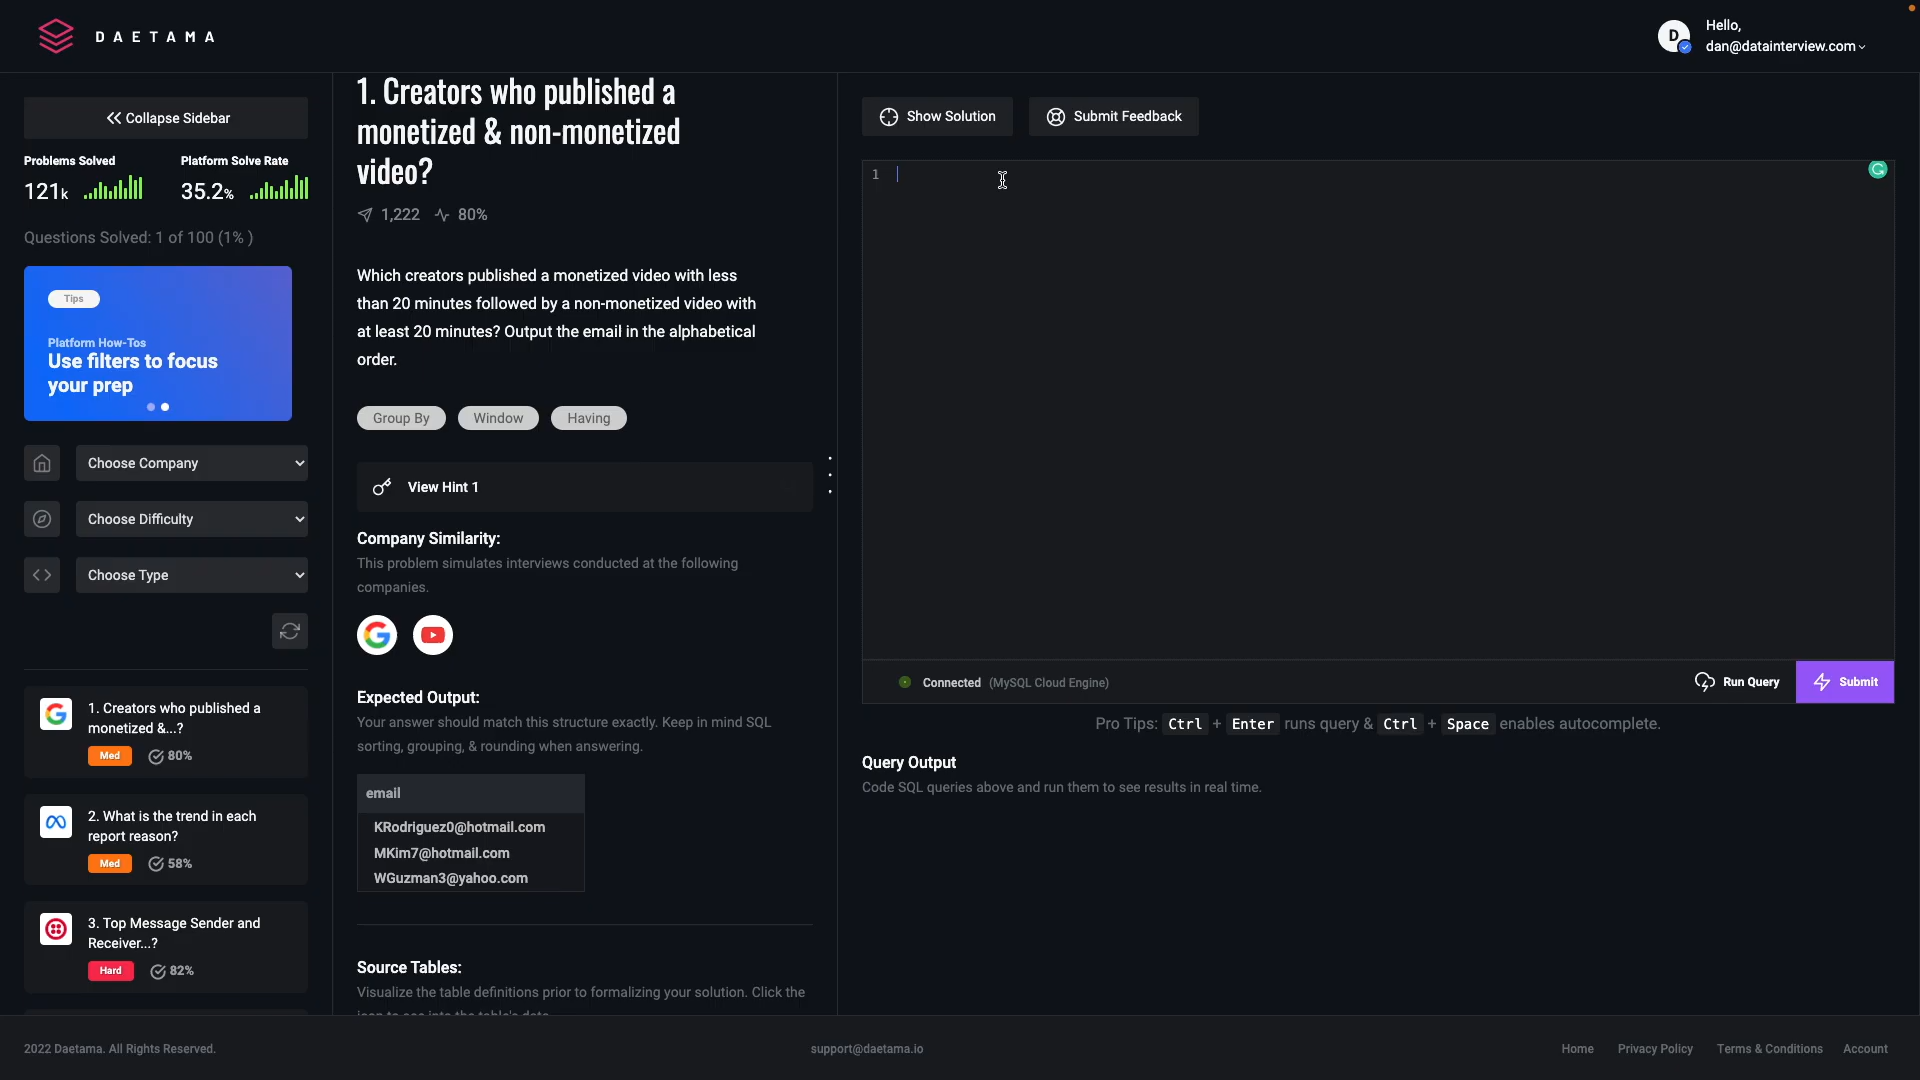 DAETAMA
Hello,
D
dan@datainterview.com
Collapse Sidebar
Problems Solved
Platform Solve Rate
121k
35.2%
Questions Solved: 1 of 100 (1% )
Tips
Platform How-Tos
Use filters to focus
your prep
Choose Company
Choose Difficulty
Choose Type
1. Creators who published a
monetized &...?
Med
80%
2. What is the trend in each
report reason?
Med
58%
3. Top Message Sender and
Receiver...?
Hard
82%
1. Creators who published a
monetized & non-monetized
video?
1,222
80%
Which creators published a monetized video with less
than 20 minutes followed by a non-monetized video with
at least 20 minutes? Output the email in the alphabetical
order.
Group By
Window
Having
View Hint 1
Company Similarity:
This problem simulates interviews conducted at the following
companies.
Expected Output:
Your answer should match this structure exactly. Keep in mind SQL
sorting, grouping, & rounding when answering.
email
KRodriguez0@hotmail.com
MKim7@hotmail.com
WGuzman3@yahoo.com
Source Tables:
Visualize the table definitions prior to formalizing your solution. Click the
icon to see into the table's data.
Show Solution
Submit Feedback
1
Connected (MySQL Cloud Engine)
Run Query
Submit
Pro Tips: Ctrl + Enter runs query & Ctrl + Space enables autocomplete.
Query Output
Code SQL queries above and run them to see results in real time.
2022 Daetama. All Rights Reserved.
support@daetama.io
Home
Privacy Policy
Terms & Conditions
Account